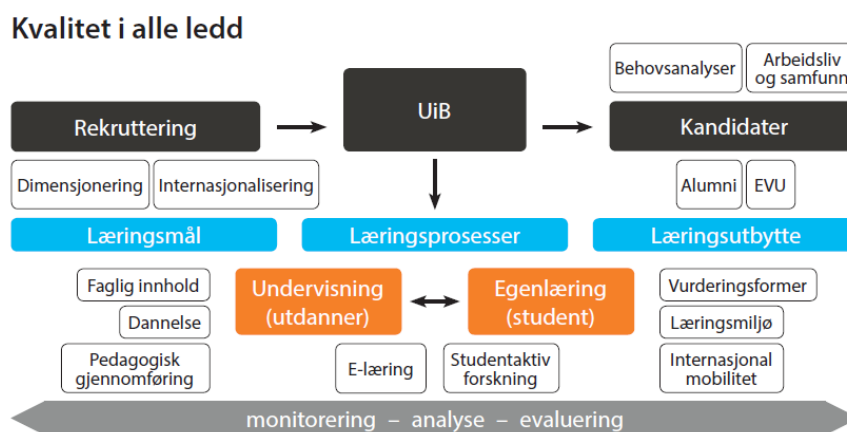 Kvalitet i alle ledd
Behovsanalyser
Arbeidsliv
og samfunn
Rekruttering
UiB
Kandidater
Dimensjonering
Internasjonalisering
Alumni
EVU
Læringsmål
Læringsprosesser
Læringsutbytte
Faglig innhold
Dannelse
Pedagogisk
gjennomføring
Undervisning
(utdanner)
Egenlæring
(student)
E-læring
Studentaktiv
forskning
Vurderingsformer
Læringsmiljø
Internasjonal
mobilitet
monitorering – analyse – evaluering